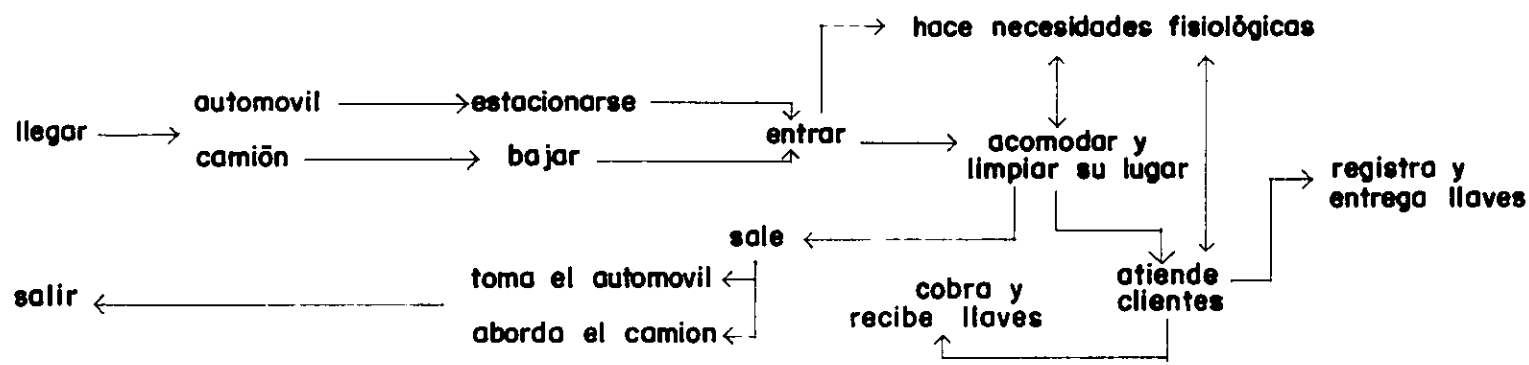 hace necesidades fisiológicas
automovil
estacionarse
llegar
entrar
camión
bajar
acomodar y
limpiar su lugar
registra y
entrega llaves
sale
toma el automovil
atiende
clientes
salir
cobra y
recibe llaves
aborda el camion